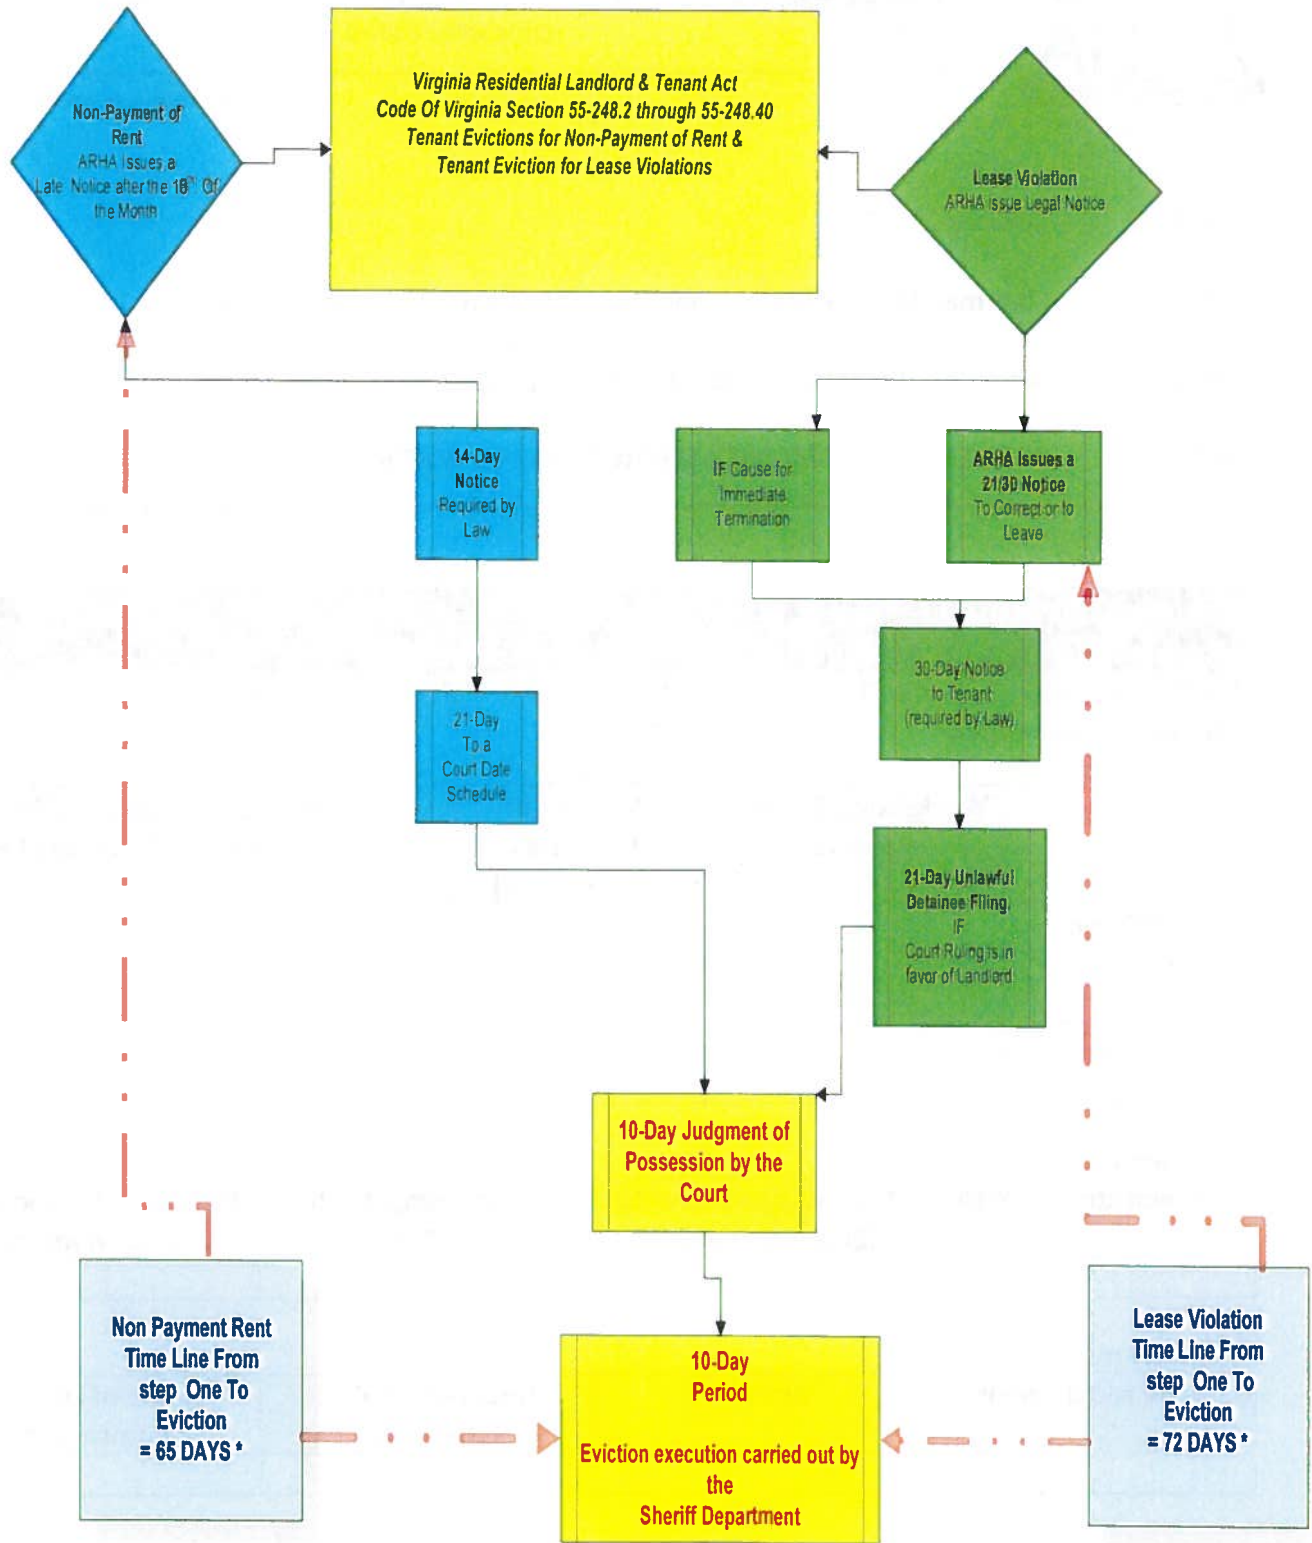 Virginia Residential Landlord & Tenant Act
Code Of Virginia Section 55-248.2 through 55-248.40
Tenant Evictions for Non-Payment of Rent &
Tenant Eviction for Lease Violations
Non-Payment of
Rent
ARHA Issues a
Late Notice after the Of
the Month
Lease Violation
ARHA issue Legal Notice
14-Day
Notice
Required by
Law
IF Cause for
Immediate
Termination
ARHA Issues a
21/30 Notice
To Correct or to
Leave
21-Day
To a
Court Date
Schedule
30-Day Notice
to Tenant
(required by Law)
21-Day Unlawful
Detainee Filing.
IF
Court Ruling is in
favor of Landlord
10-Day Judgment of
Possession by the
Court
Non Payment Rent
Time Line From
step One To
Eviction
= 65 DAYS *
10-Day
Period
Eviction execution carried out by
the
Sheriff Department
Lease Violation
Time Line From
step One To
Eviction
= 72 DAYS *